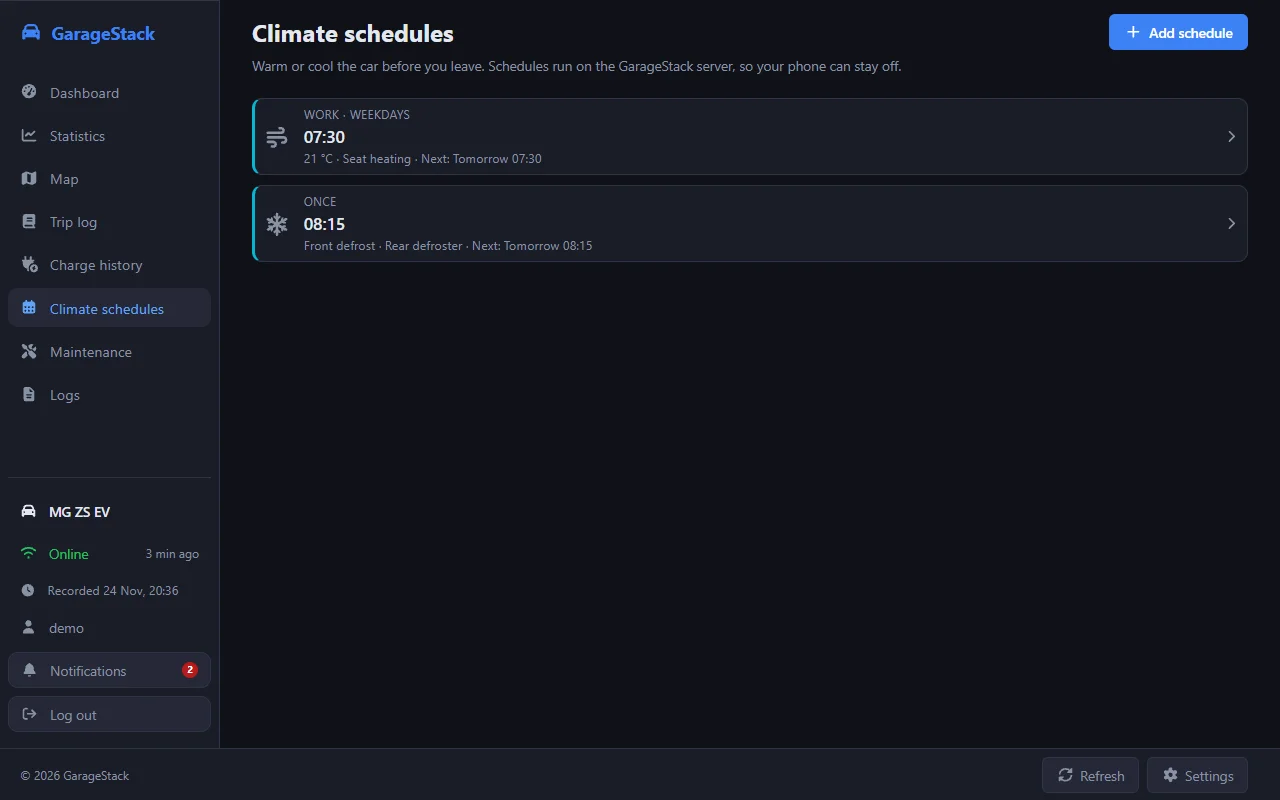 GarageStack
Dashboard
Statistics
Map
Trip log
Charge history
Climate schedules
Maintenance
Logs
MG ZS EV
Online 3 min ago
Recorded 24 Nov, 20:36
demo
Notifications 2
Log out
Climate schedules
Add schedule
Warm or cool the car before you leave. Schedules run on the GarageStack server, so your phone can stay off.
WORK · WEEKDAYS
07:30
21 °C · Seat heating · Next: Tomorrow 07:30
ONCE
08:15
Front defrost · Rear defroster · Next: Tomorrow 08:15
© 2026 GarageStack
Refresh
Settings